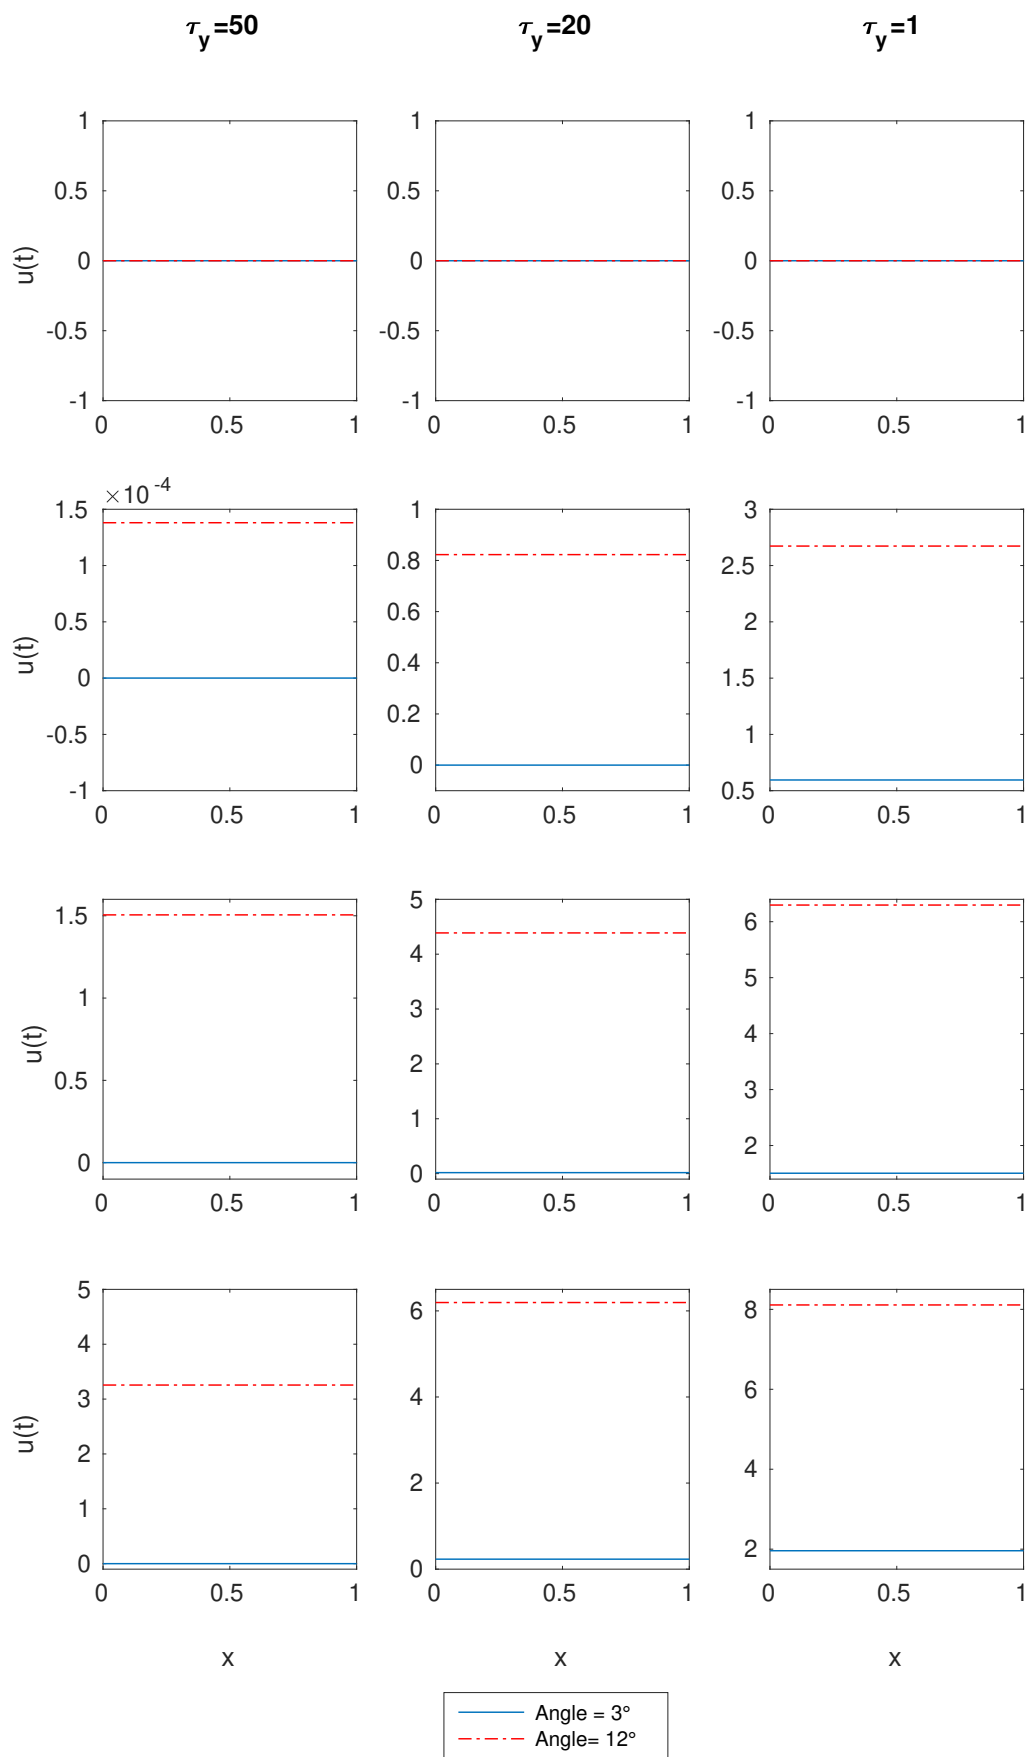 τy=50 τy=20 τy=1
1 1 1
0.5 0.5 0.5
0 0 0
-0.5 -0.5 -0.5
-1 -1 -1
u(t)
0 0.5 1 0 0.5 1 0 0.5 1
×10 -4
1.5 1 3
1 0.8 2.5
0.5 0.6 2
0 0.4 1.5
-0.5 0.2 1
-1 0 0.5
u(t)
0 0.5 1 0 0.5 1 0 0.5 1
1.5 5 6
1 4 5
0.5 3 4
0 2 3
1 2
0
u(t)
0 0.5 1 0 0.5 1 0 0.5 1
5 6 8
4 4 6
3 2 4
2 0 2
1
0
u(t)
0 0.5 1 0 0.5 1 0 0.5 1
x x x
Angle = 3°
Angle= 12°